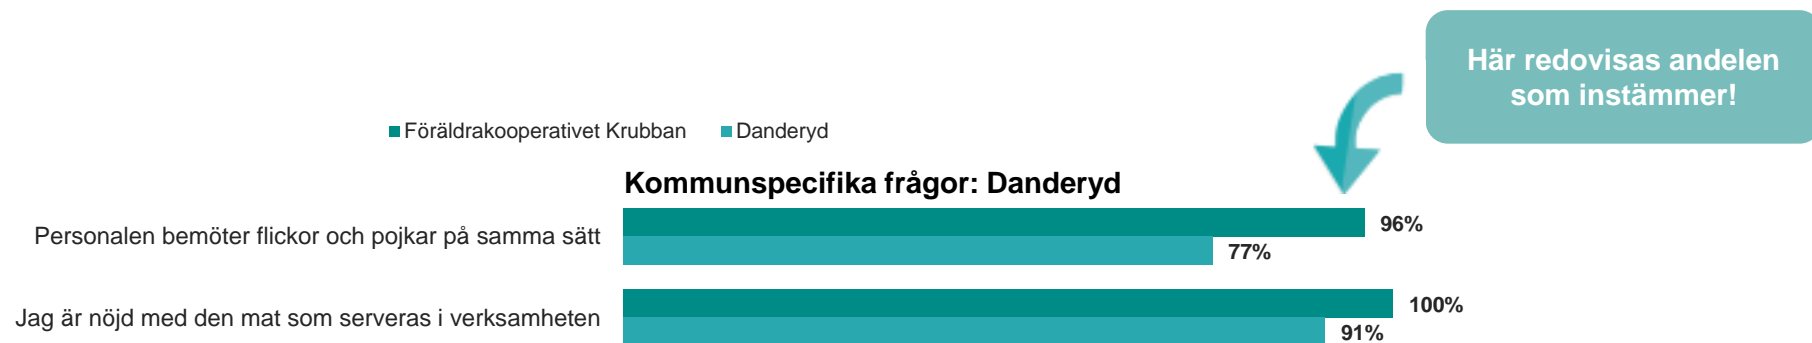 Här redovisas andelen
som instämmer!
Föräldrakooperativet Krubban Danderyd
Kommunspecifika frågor: Danderyd
Personalen bemöter flickor och pojkar på samma sätt
96%
77%
Jag är nöjd med den mat som serveras i verksamheten
100%
91%